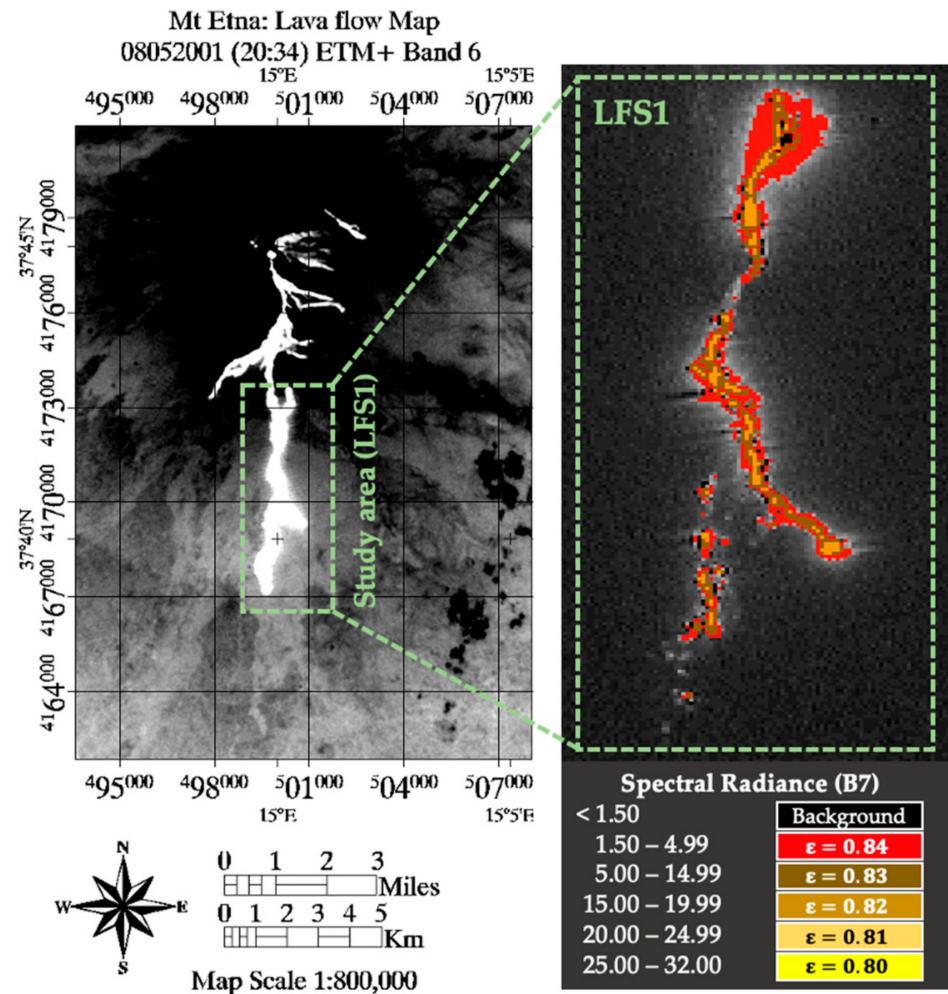 Mt Etna: Lava flow Map
08052001 (20:34) ETM+ Band 6
15°E 15°5'E
495000 498000 501000 504000 507000
LFS1
4179000
37°45'N
4176000
4173000
Study area (LFS1)
4170000
37°40'N
4167000
4164000
495000 498000 501000 504000 507000
15°E 15°5'E
Spectral Radiance (B7)
< 1.50 Background
1.50 – 4.99 ε = 0.84
5.00 – 14.99 ε = 0.83
15.00 – 19.99 ε = 0.82
20.00 – 24.99 ε = 0.81
25.00 – 32.00 ε = 0.80
N
W E
S
0 1 2 3
Miles
0 1 2 3 4 5
Km
Map Scale 1:800,000